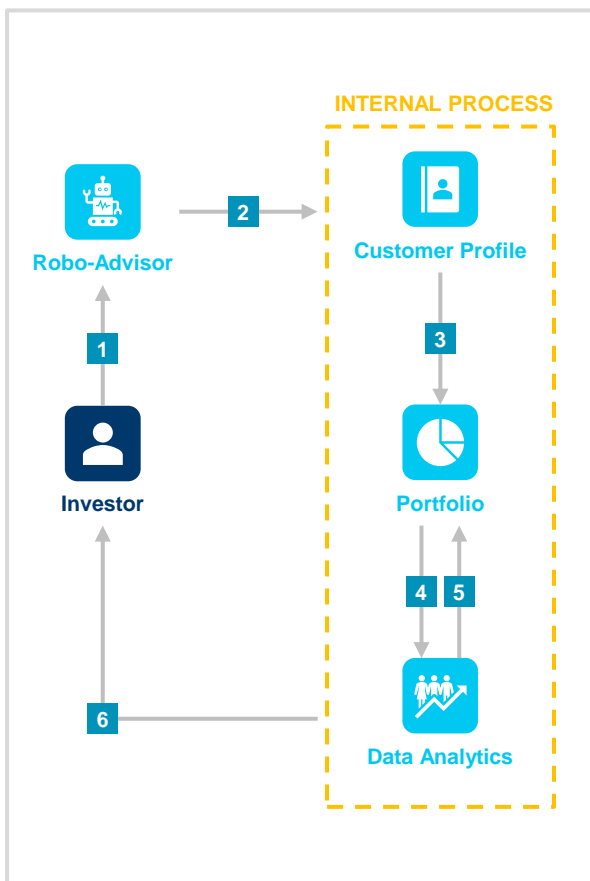 INTERNAL PROCESS
2
Robo-Advisor
Customer Profile
1
3
Investor
Portfolio
4
5
6
Data Analytics